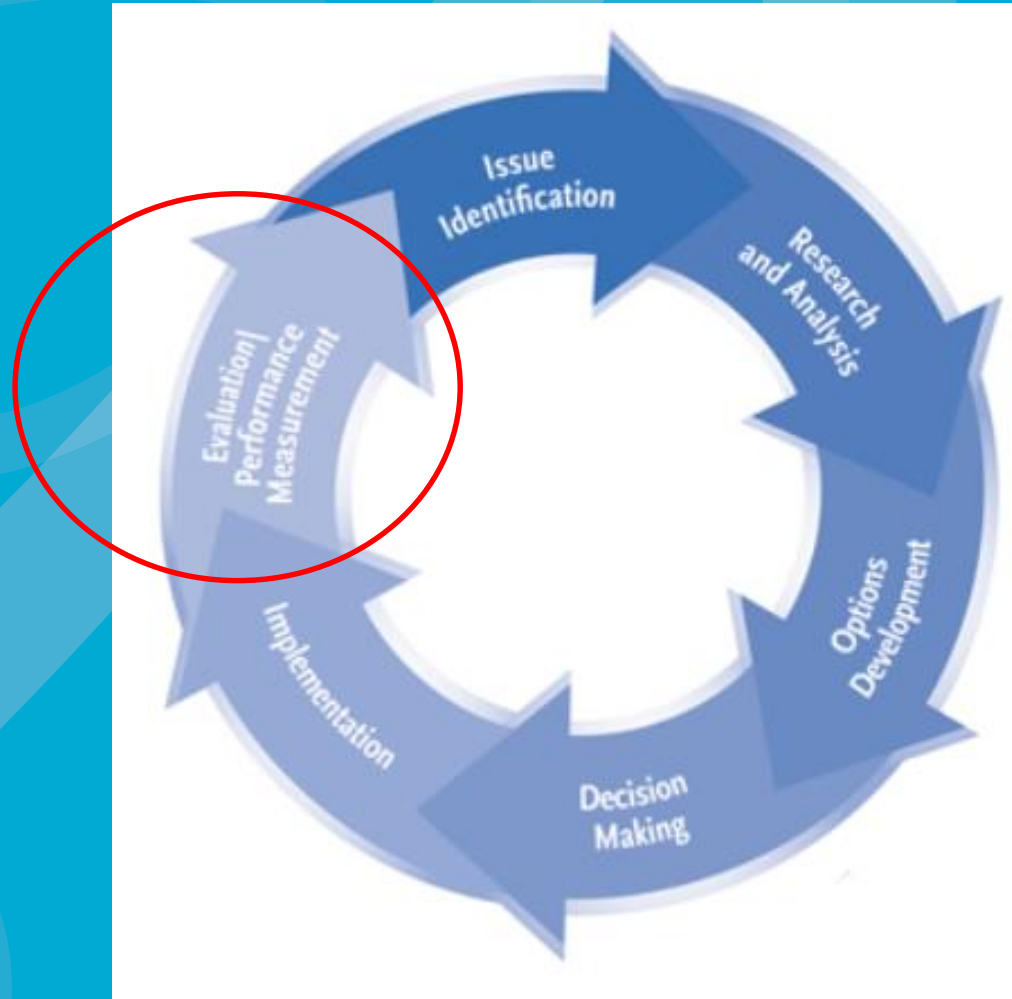 Issue
Identification
Research
and Analysis
Options
Development
Decision
Making
Implementation
Evaluation|
Performance
Measurement